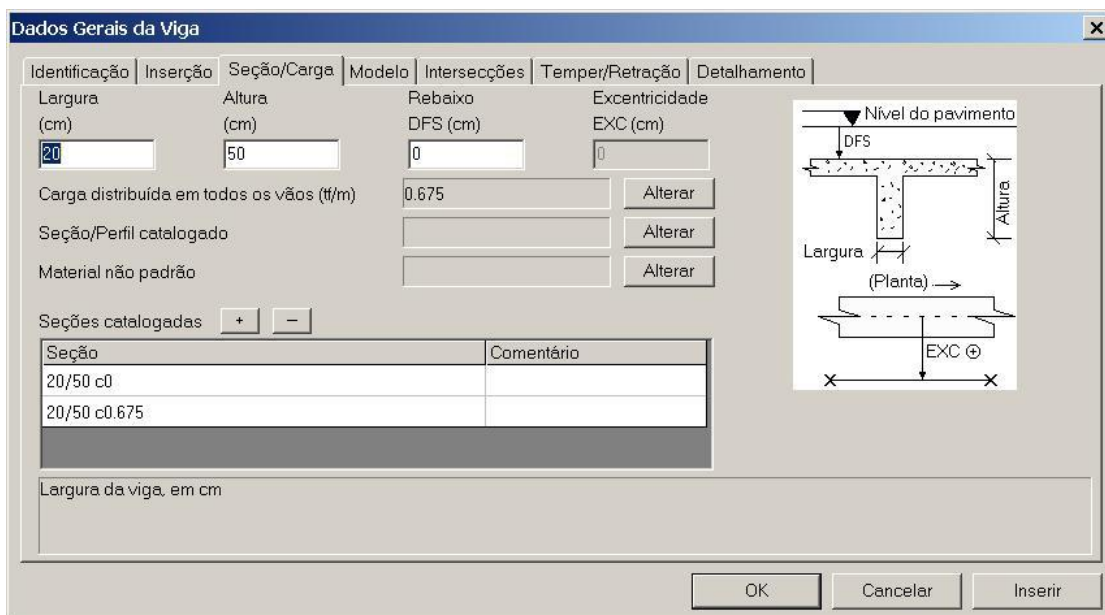 Dados Gerais da Viga
Identificação Inserção Seção/Carga Modelo Intersecções Temper/Retração Detalhamento
Largura Altura Rebaixo Excentricidade
(cm) (cm) DFS (cm) EXC (cm)
20 50 0 0
Carga distribuída em todos os vãos (tf/m) 0.675 Alterar
Seção/Perfil catalogado Alterar
Material não padrão Alterar
Seções catalogadas + −
Seção Comentário
20/50 c0
20/50 c0.675
Largura da viga, em cm
Nível do pavimento
DFS
Altura
Largura
(Planta)
EXC ⊕
OK Cancelar Inserir